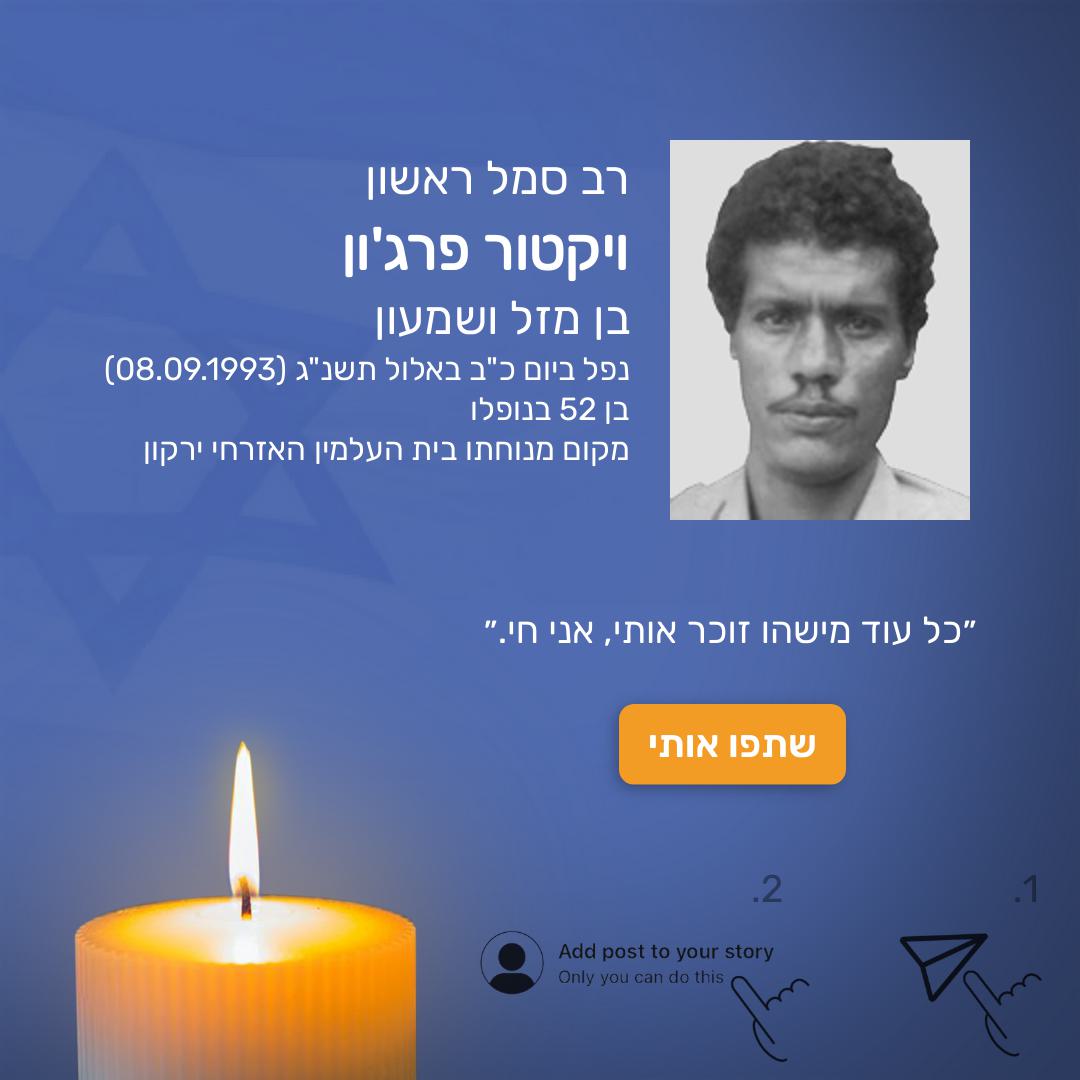 רב סמל ראשון
ויקטור פרג'ון
בן מזל ושמעון
נפל ביום כ"ב באלול תשנ"ג (08.09.1993)
בן 52 בנופלו
מקום מנוחתו בית העלמין האזרחי ירקון
״כל עוד מישהו זוכר אותי, אני חי.״
שתפו אותי
1.
2.
Add post to your story
Only you can do this